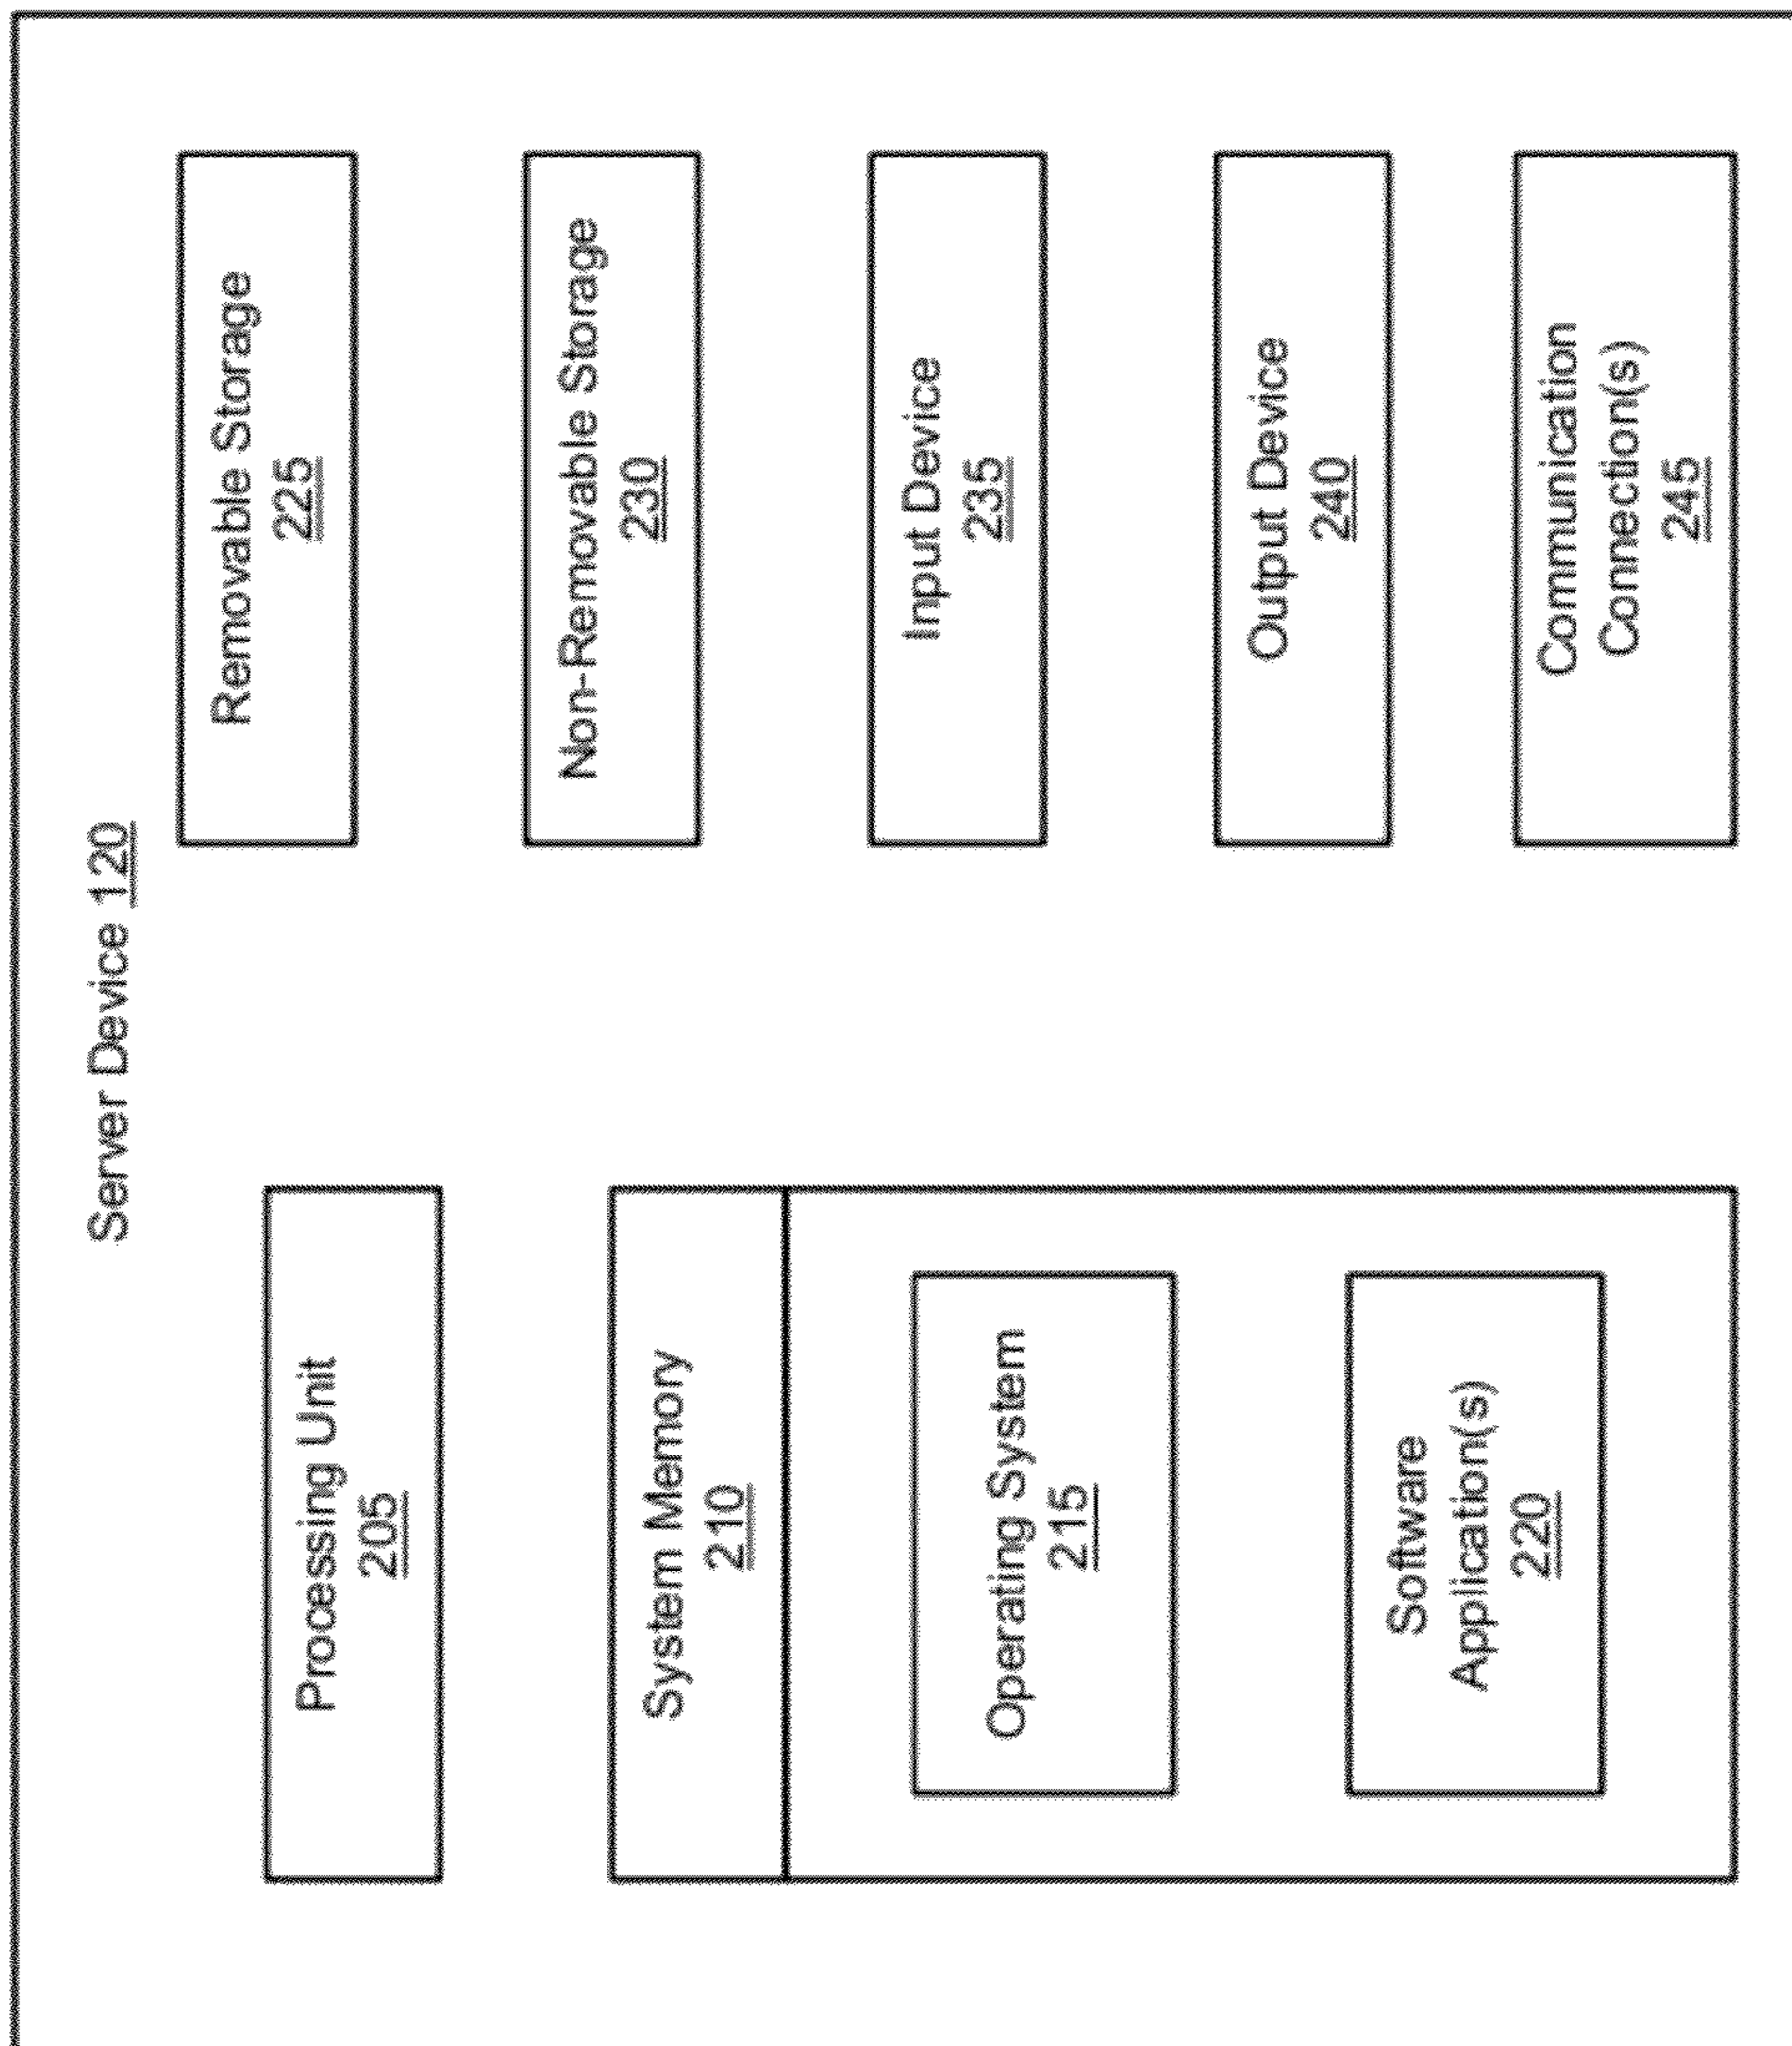 Server Device 120
Processing Unit
205
System Memory
210
Operating System
215
Software
Application(s)
220
Removable Storage
225
Non-Removable Storage
230
Input Device
235
Output Device
240
Communication
Connection(s)
245